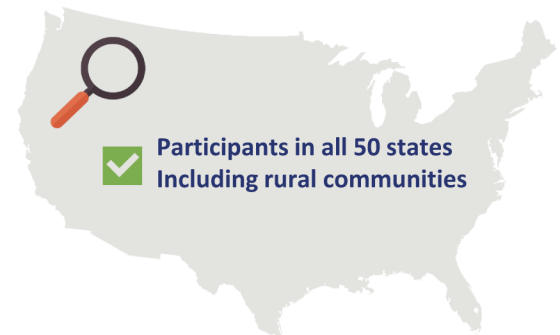 Participants in all 50 states
Including rural communities